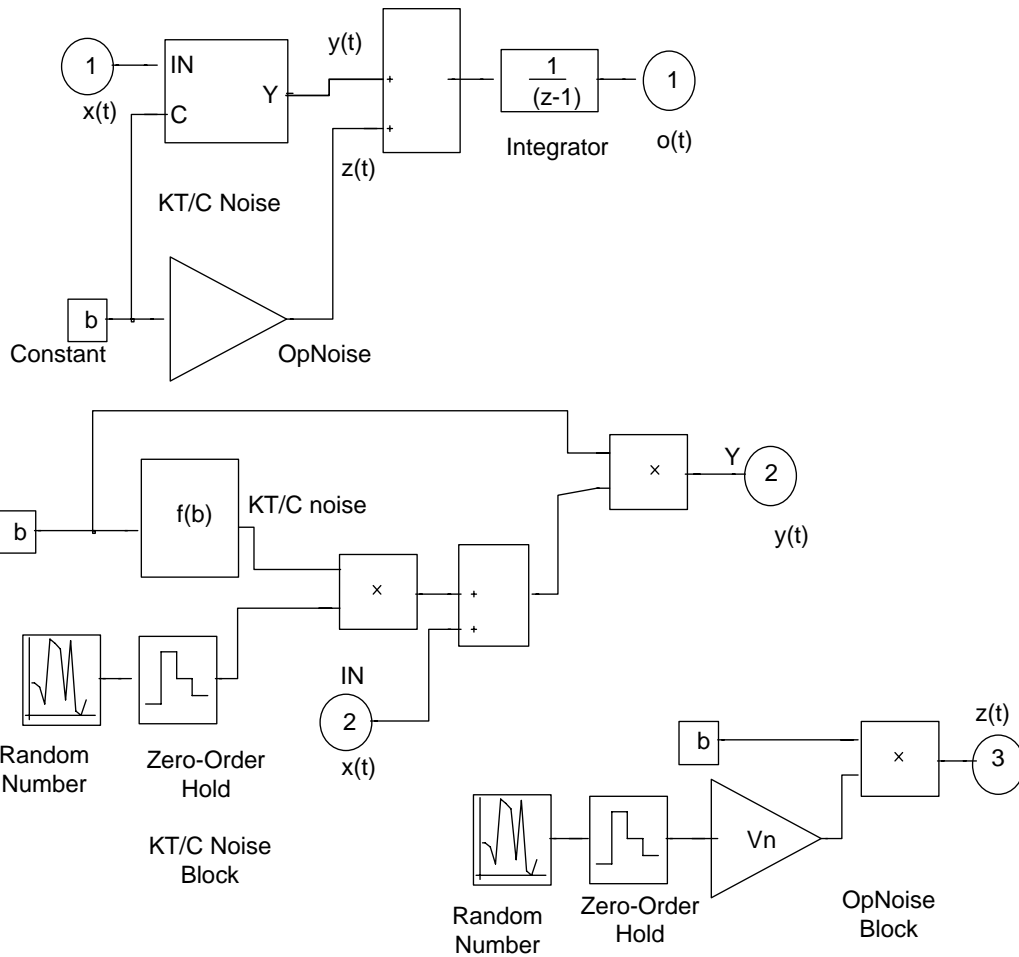 y(t)
1
IN
Y
C
x(t)
+
+
z(t)
1
(z-1)
Integrator
1
o(t)
KT/C Noise
b
Constant
OpNoise
b
f(b)
KT/C noise
×
+
+
×
Y
2
y(t)
IN
2
x(t)
Random
Number
Zero-Order
Hold
KT/C Noise
Block
b
×
z(t)
3
Vn
Random
Number
Zero-Order
Hold
OpNoise
Block